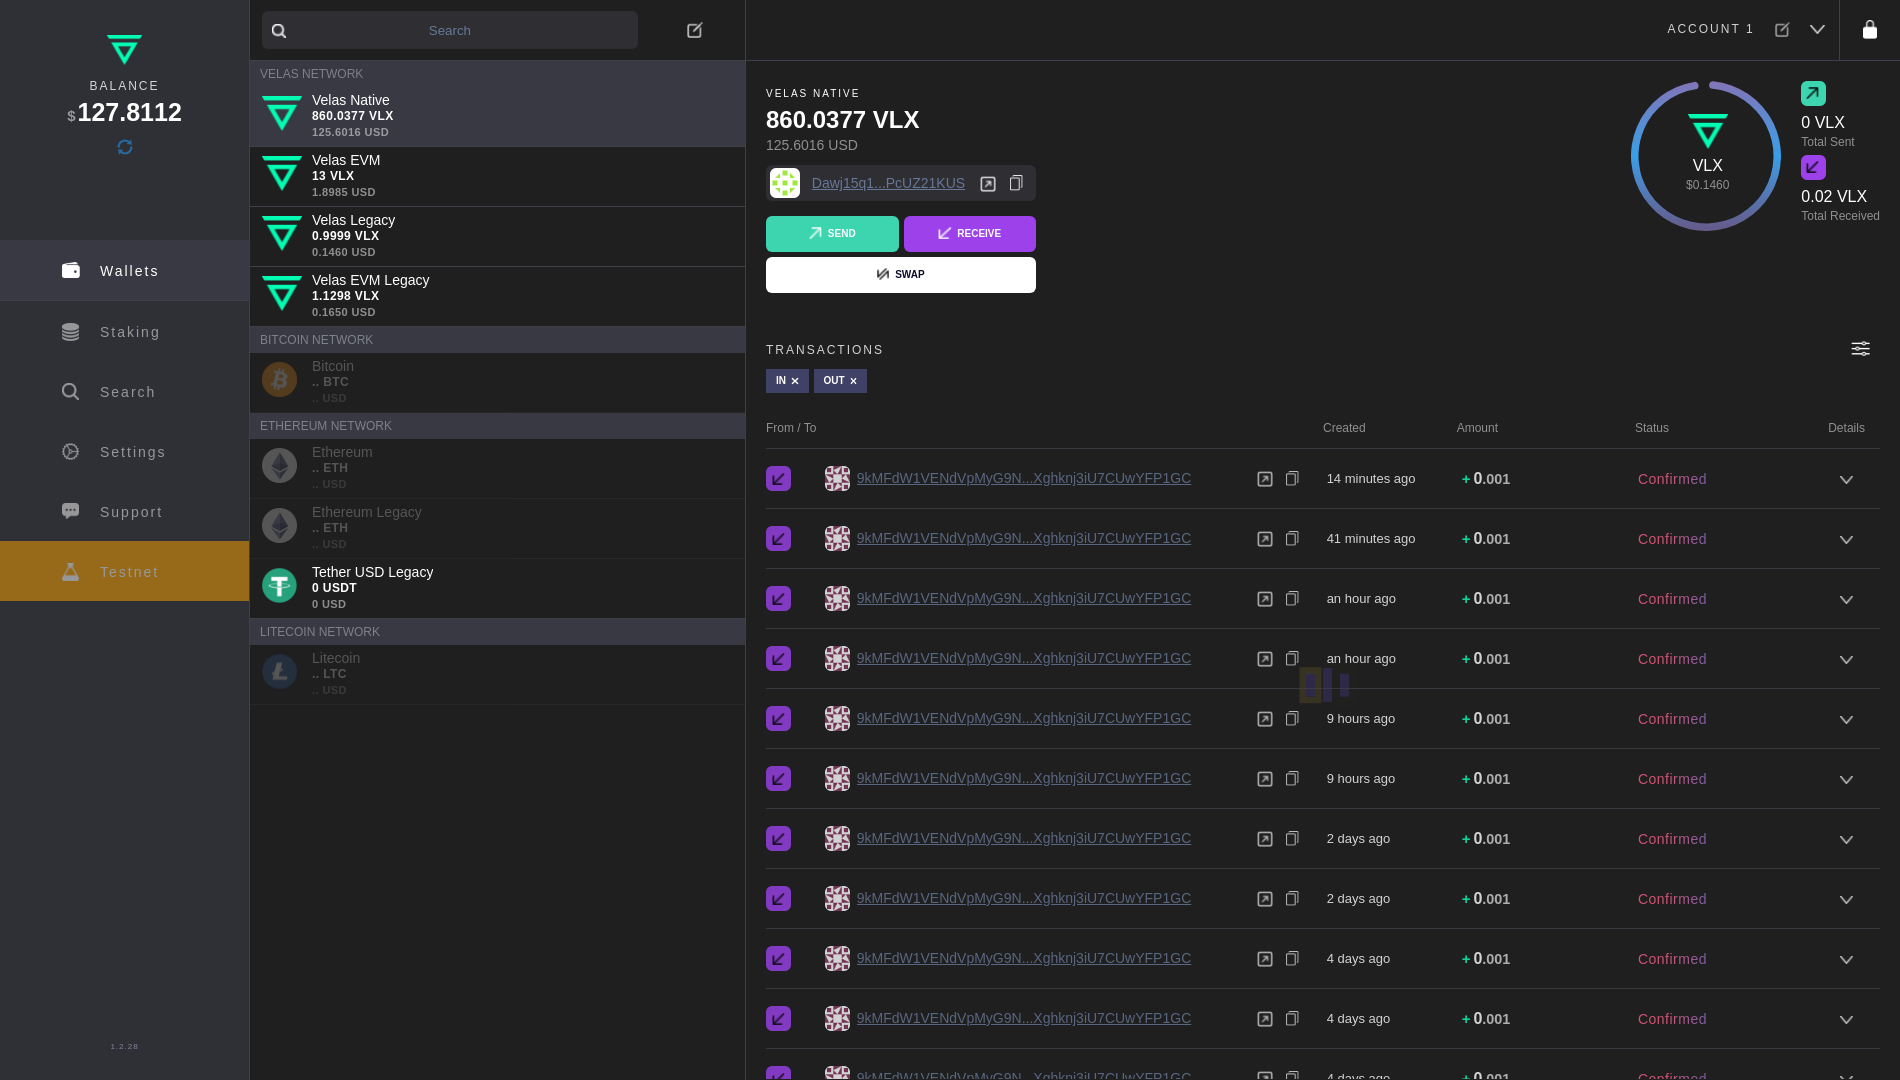 BALANCE
$127.8112
Wallets
Staking
Search
Settings
Support
Testnet
1.2.28
Search
VELAS NETWORK
Velas Native
860.0377 VLX
125.6016 USD
Velas EVM
13 VLX
1.8985 USD
Velas Legacy
0.9999 VLX
0.1460 USD
Velas EVM Legacy
1.1298 VLX
0.1650 USD
BITCOIN NETWORK
Bitcoin
.. BTC
.. USD
ETHEREUM NETWORK
Ethereum
.. ETH
.. USD
Ethereum Legacy
.. ETH
.. USD
Tether USD Legacy
0 USDT
0 USD
LITECOIN NETWORK
Litecoin
.. LTC
.. USD
ACCOUNT 1
VELAS NATIVE
860.0377 VLX
125.6016 USD
Dawj15q1...PcUZ21KUS
SEND RECEIVE
SWAP
VLX
$0.1460
0 VLX
Total Sent
0.02 VLX
Total Received
TRANSACTIONS
IN × OUT ×
From / To Created Amount Status Details
9kMFdW1VENdVpMyG9N...Xghknj3iU7CUwYFP1GC 14 minutes ago + 0.001 Confirmed
9kMFdW1VENdVpMyG9N...Xghknj3iU7CUwYFP1GC 41 minutes ago + 0.001 Confirmed
9kMFdW1VENdVpMyG9N...Xghknj3iU7CUwYFP1GC an hour ago + 0.001 Confirmed
9kMFdW1VENdVpMyG9N...Xghknj3iU7CUwYFP1GC an hour ago + 0.001 Confirmed
9kMFdW1VENdVpMyG9N...Xghknj3iU7CUwYFP1GC 9 hours ago + 0.001 Confirmed
9kMFdW1VENdVpMyG9N...Xghknj3iU7CUwYFP1GC 9 hours ago + 0.001 Confirmed
9kMFdW1VENdVpMyG9N...Xghknj3iU7CUwYFP1GC 2 days ago + 0.001 Confirmed
9kMFdW1VENdVpMyG9N...Xghknj3iU7CUwYFP1GC 2 days ago + 0.001 Confirmed
9kMFdW1VENdVpMyG9N...Xghknj3iU7CUwYFP1GC 4 days ago + 0.001 Confirmed
9kMFdW1VENdVpMyG9N...Xghknj3iU7CUwYFP1GC 4 days ago + 0.001 Confirmed
9kMFdW1VENdVpMyG9N...Xghknj3iU7CUwYFP1GC 4 days ago + 0.001 Confirmed